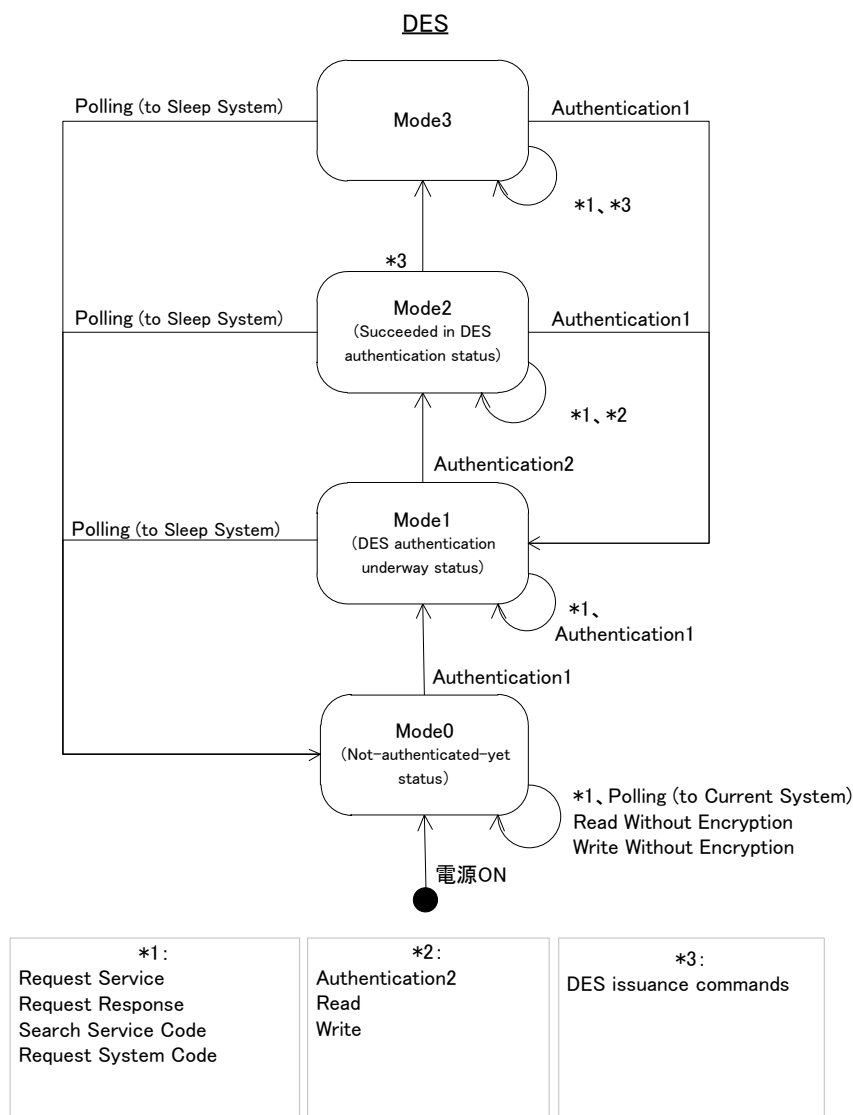 DES
Polling (to Sleep System)
Mode3
Authentication1
*1、*3
*3
Polling (to Sleep System)
Mode2
(Succeeded in DES
authentication status)
Authentication1
*1、*2
Authentication2
Polling (to Sleep System)
Mode1
(DES authentication
underway status)
*1、
Authentication1
Authentication1
Mode0
(Not-authenticated-yet
status)
*1、Polling (to Current System)
Read Without Encryption
Write Without Encryption
電源ON
*1:
Request Service
Request Response
Search Service Code
Request System Code
*2:
Authentication2
Read
Write
*3:
DES issuance commands